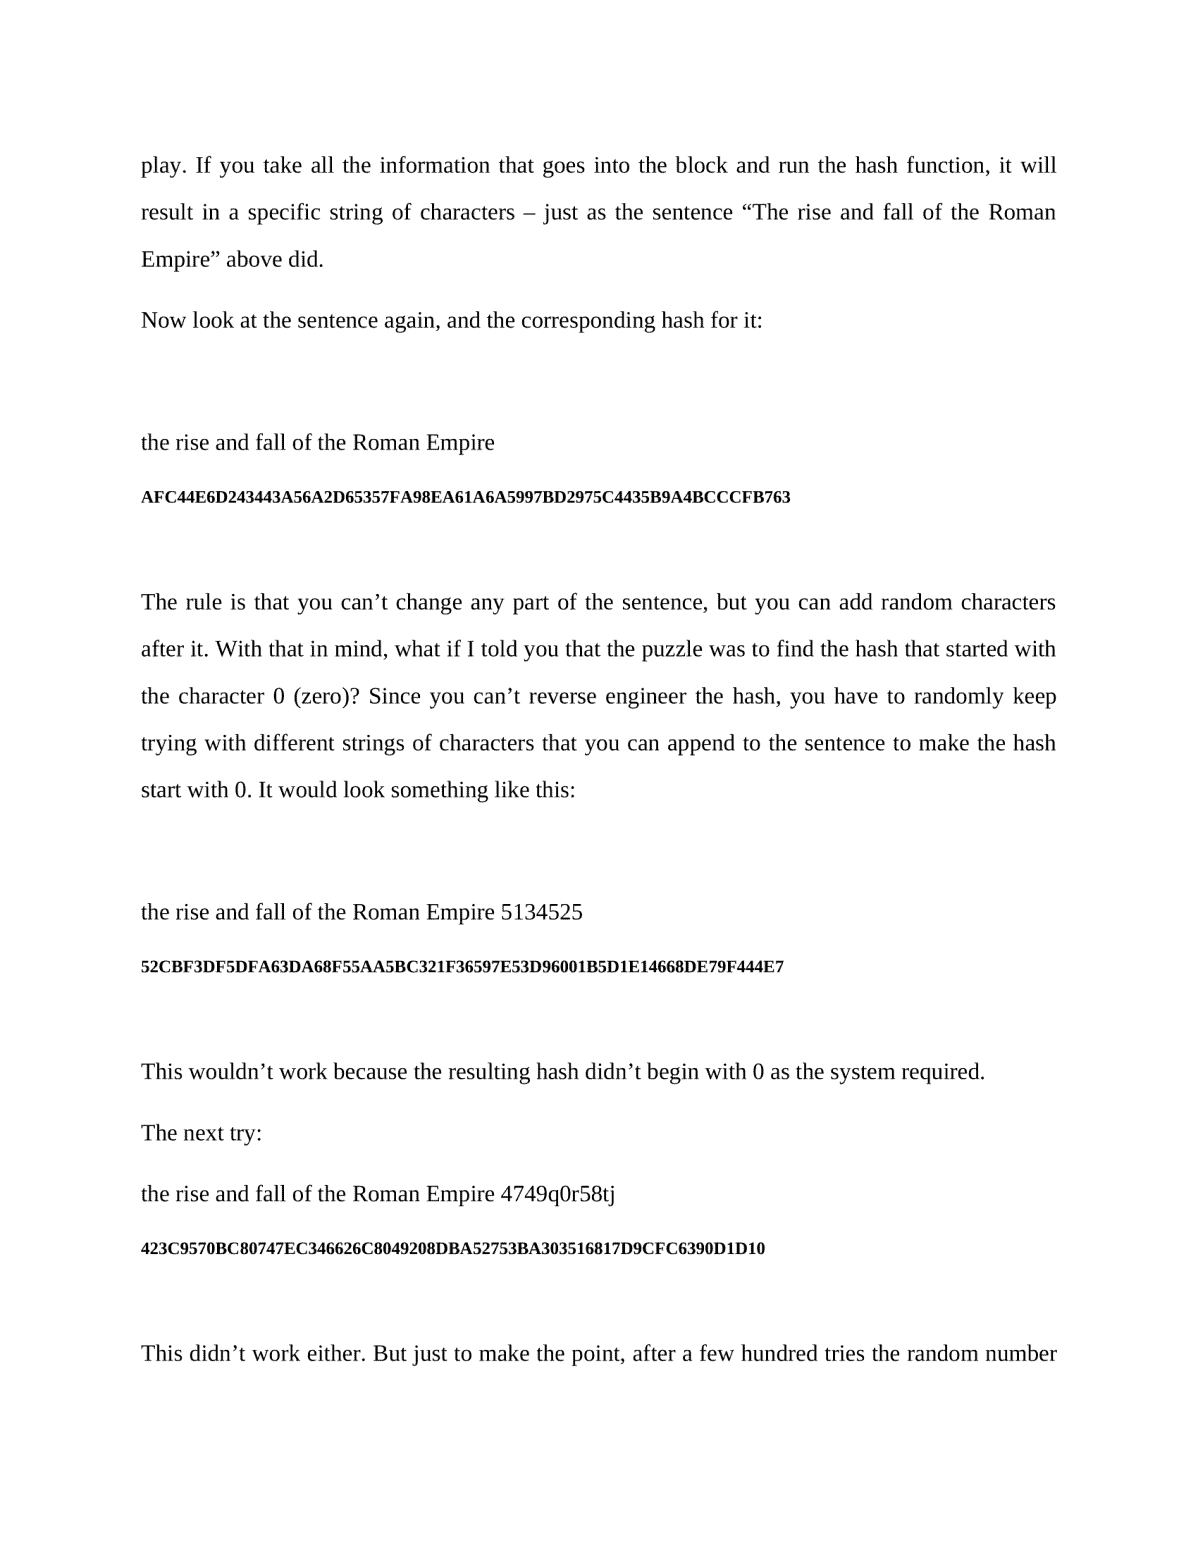 play. If you take all the information that goes into the block and run the hash function, it will
result in a specific string of characters – just as the sentence “The rise and fall of the Roman
Empire” above did.
Now look at the sentence again, and the corresponding hash for it:
the rise and fall of the Roman Empire
AFC44E6D243443A56A2D65357FA98EA61A6A5997BD2975C4435B9A4BCCCFB763
The rule is that you can’t change any part of the sentence, but you can add random characters
after it. With that in mind, what if I told you that the puzzle was to find the hash that started with
the character 0 (zero)? Since you can’t reverse engineer the hash, you have to randomly keep
trying with different strings of characters that you can append to the sentence to make the hash
start with 0. It would look something like this:
the rise and fall of the Roman Empire 5134525
52CBF3DF5DFA63DA68F55AA5BC321F36597E53D96001B5D1E14668DE79F444E7
This wouldn’t work because the resulting hash didn’t begin with 0 as the system required.
The next try:
the rise and fall of the Roman Empire 4749q0r58tj
423C9570BC80747EC346626C8049208DBA52753BA303516817D9CFC6390D1D10
This didn’t work either. But just to make the point, after a few hundred tries the random number